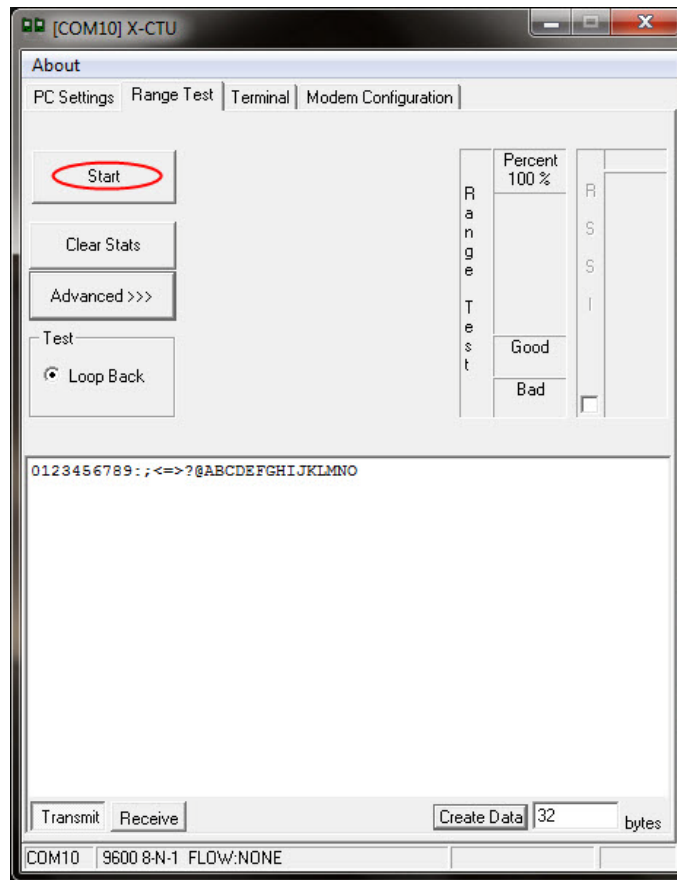 [COM10] X-CTU
About
PC Settings Range Test Terminal Modem Configuration
Start
Clear Stats
Advanced >>>
Test
Loop Back
Range Test
Percent
100 %
Good
Bad
RSSI
0123456789:;<=>?@ABCDEFGHIJKLMNO
Transmit Receive Create Data 32 bytes
COM10 9600 8-N-1 FLOW:NONE